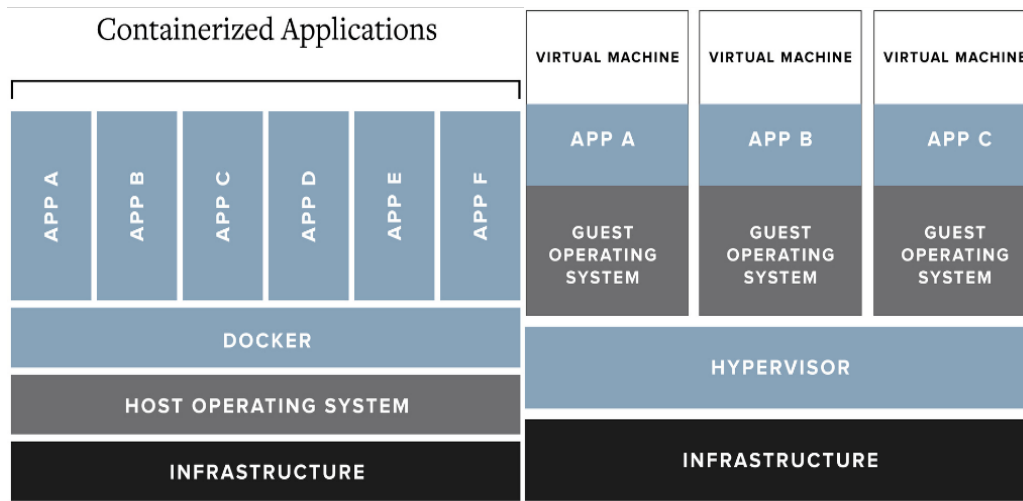 Containerized Applications
APP A
APP B
APP C
APP D
APP E
APP F
DOCKER
HOST OPERATING SYSTEM
INFRASTRUCTURE
VIRTUAL MACHINE
APP A
GUEST
OPERATING
SYSTEM
VIRTUAL MACHINE
APP B
GUEST
OPERATING
SYSTEM
VIRTUAL MACHINE
APP C
GUEST
OPERATING
SYSTEM
HYPERVISOR
INFRASTRUCTURE